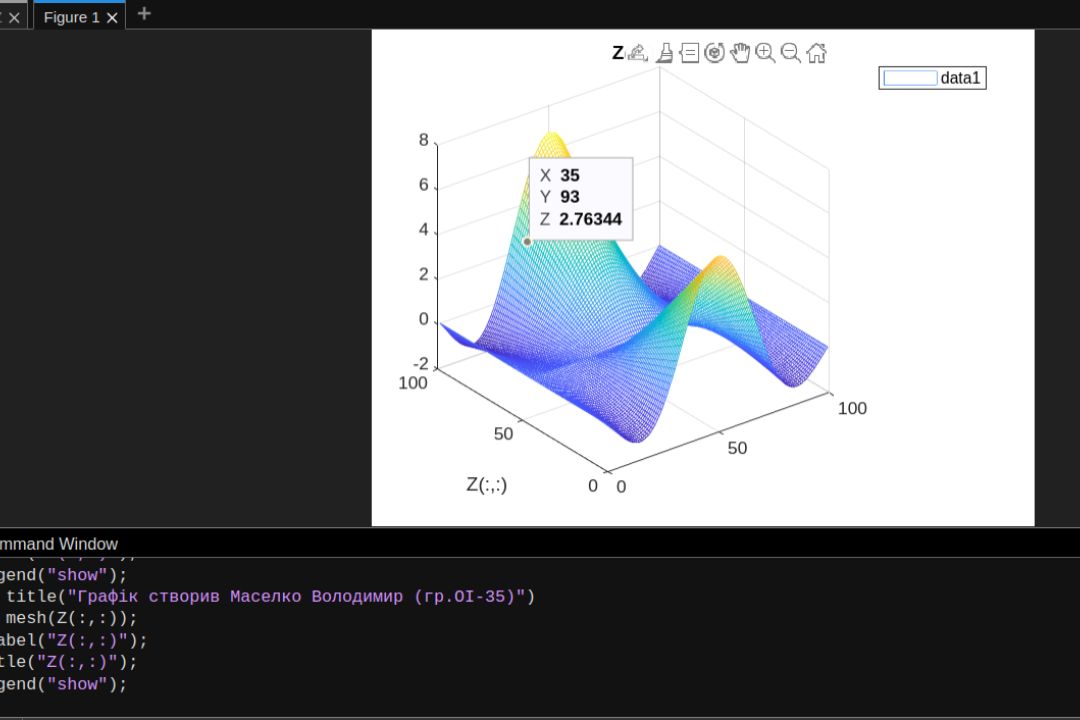 Figure 1
Z
data1
8
6
4
2
0
-2
X 35
Y 93
Z 2.76344
100
50
0
0
50
100
Z(:,:)
mmand Window
gend("show");
title("Графік створив Маселко Володимир (гр.ОІ-35)")
mesh(Z(:,:));
abel("Z(:,:)");
tle("Z(:,:)");
gend("show");